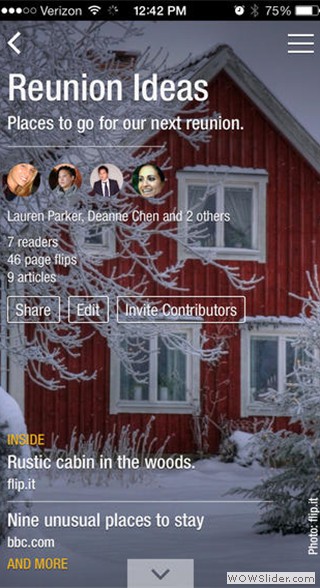 Verizon 12:42 PM 75%
Reunion Ideas
Places to go for our next reunion.
Lauren Parker, Deanne Chen and 2 others
7 readers
46 page flips
9 articles
Share Edit Invite Contributors
INSIDE
Rustic cabin in the woods.
flip.it
Nine unusual places to stay
bbc.com
AND MORE
Photo: flip.it
WOWSlider.com